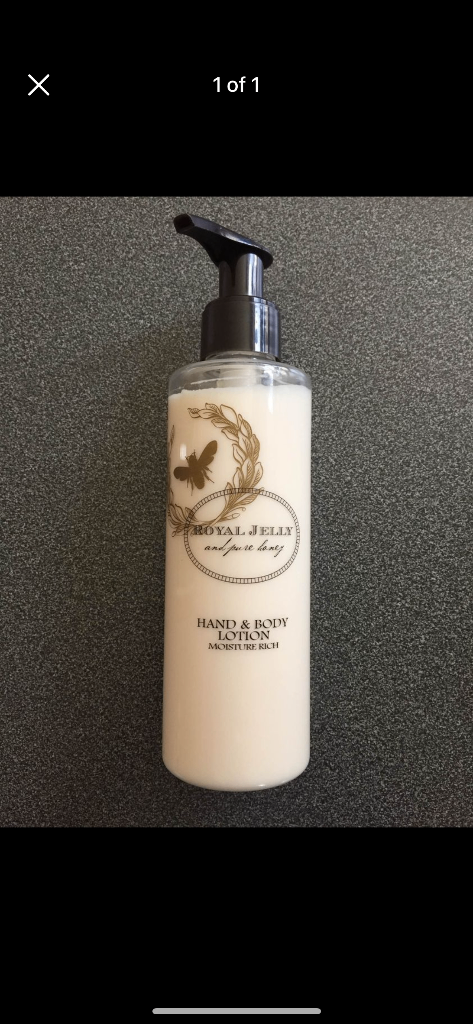 1 of 1
ROYAL JELLY
and pure honey
HAND & BODY
LOTION
MOISTURE RICH